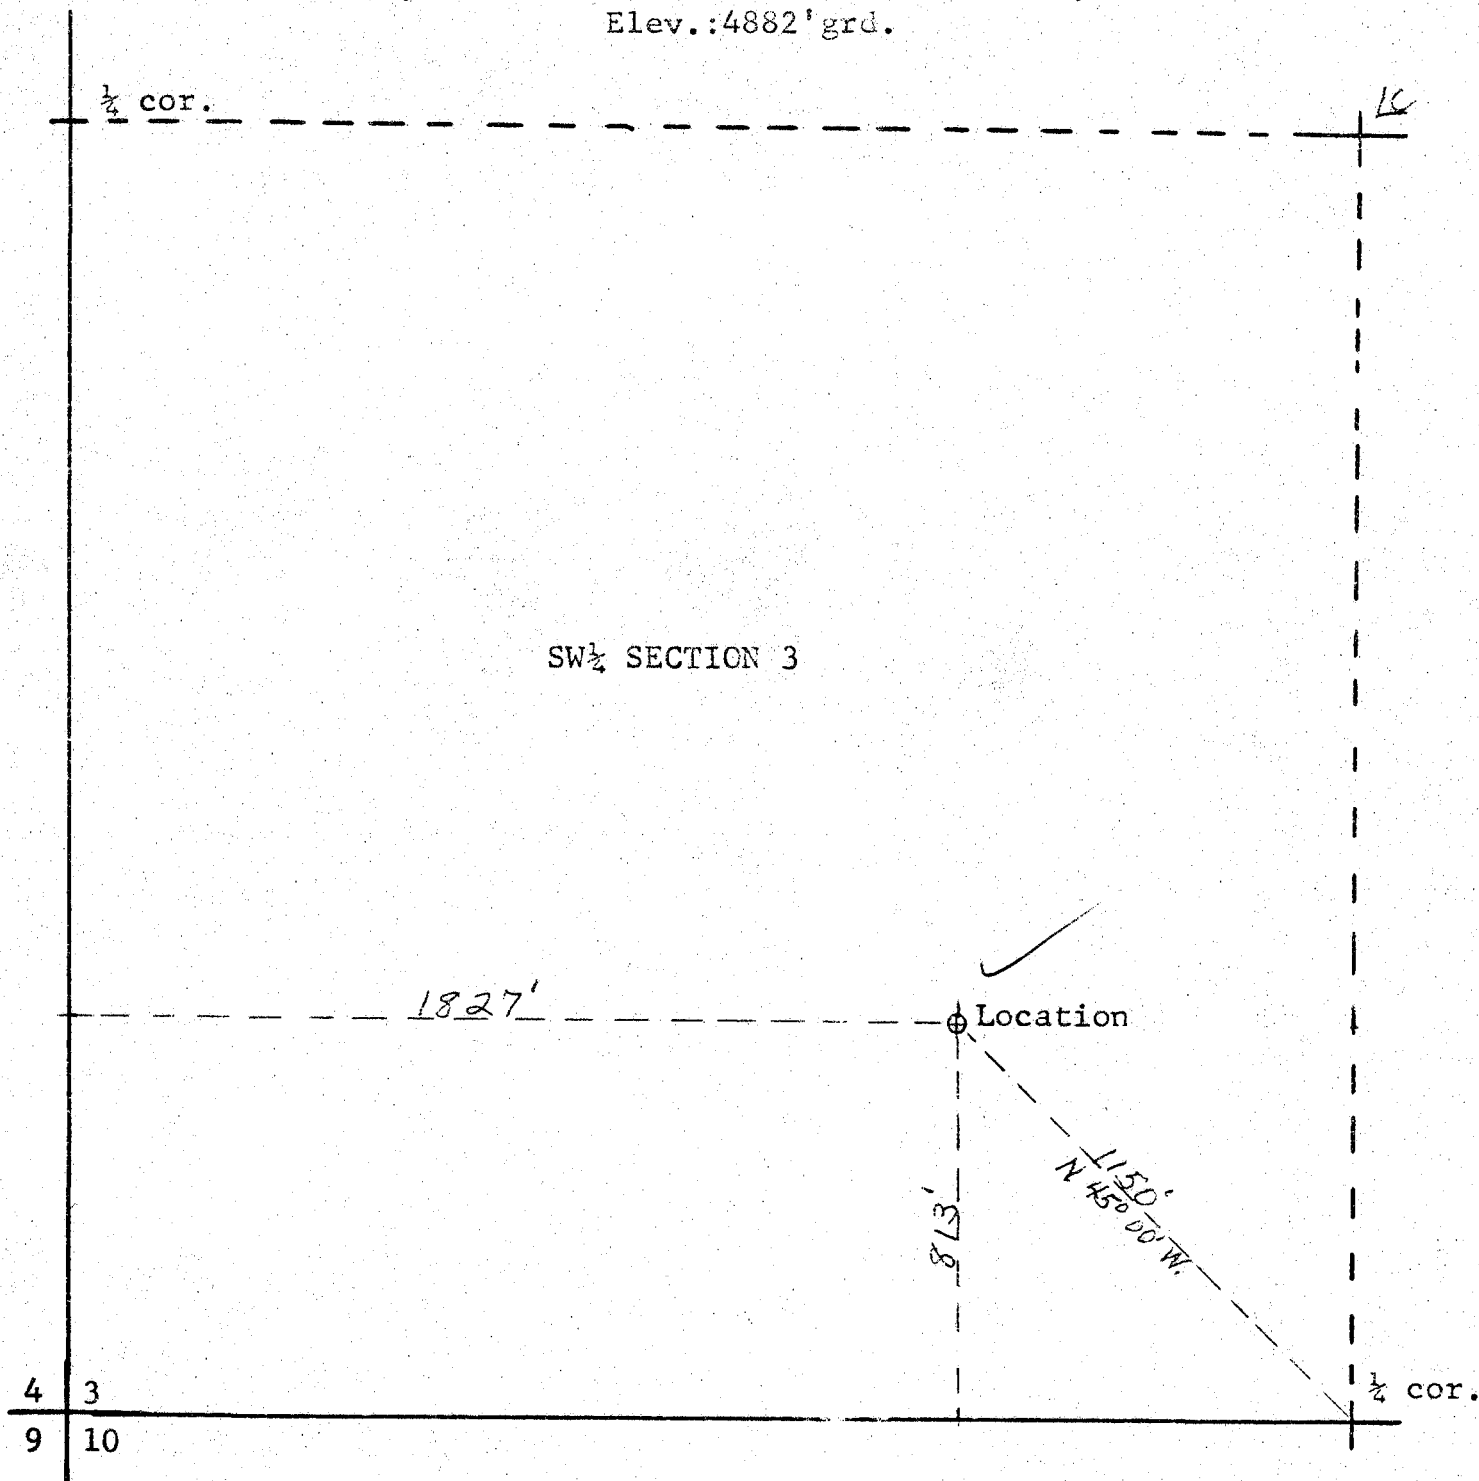 Elev.:4882'grd.
¼ cor.
SW¼ SECTION 3
1827'
Location
1150'
N 45° 00' W.
813'
4 3
¼ cor.
9 10